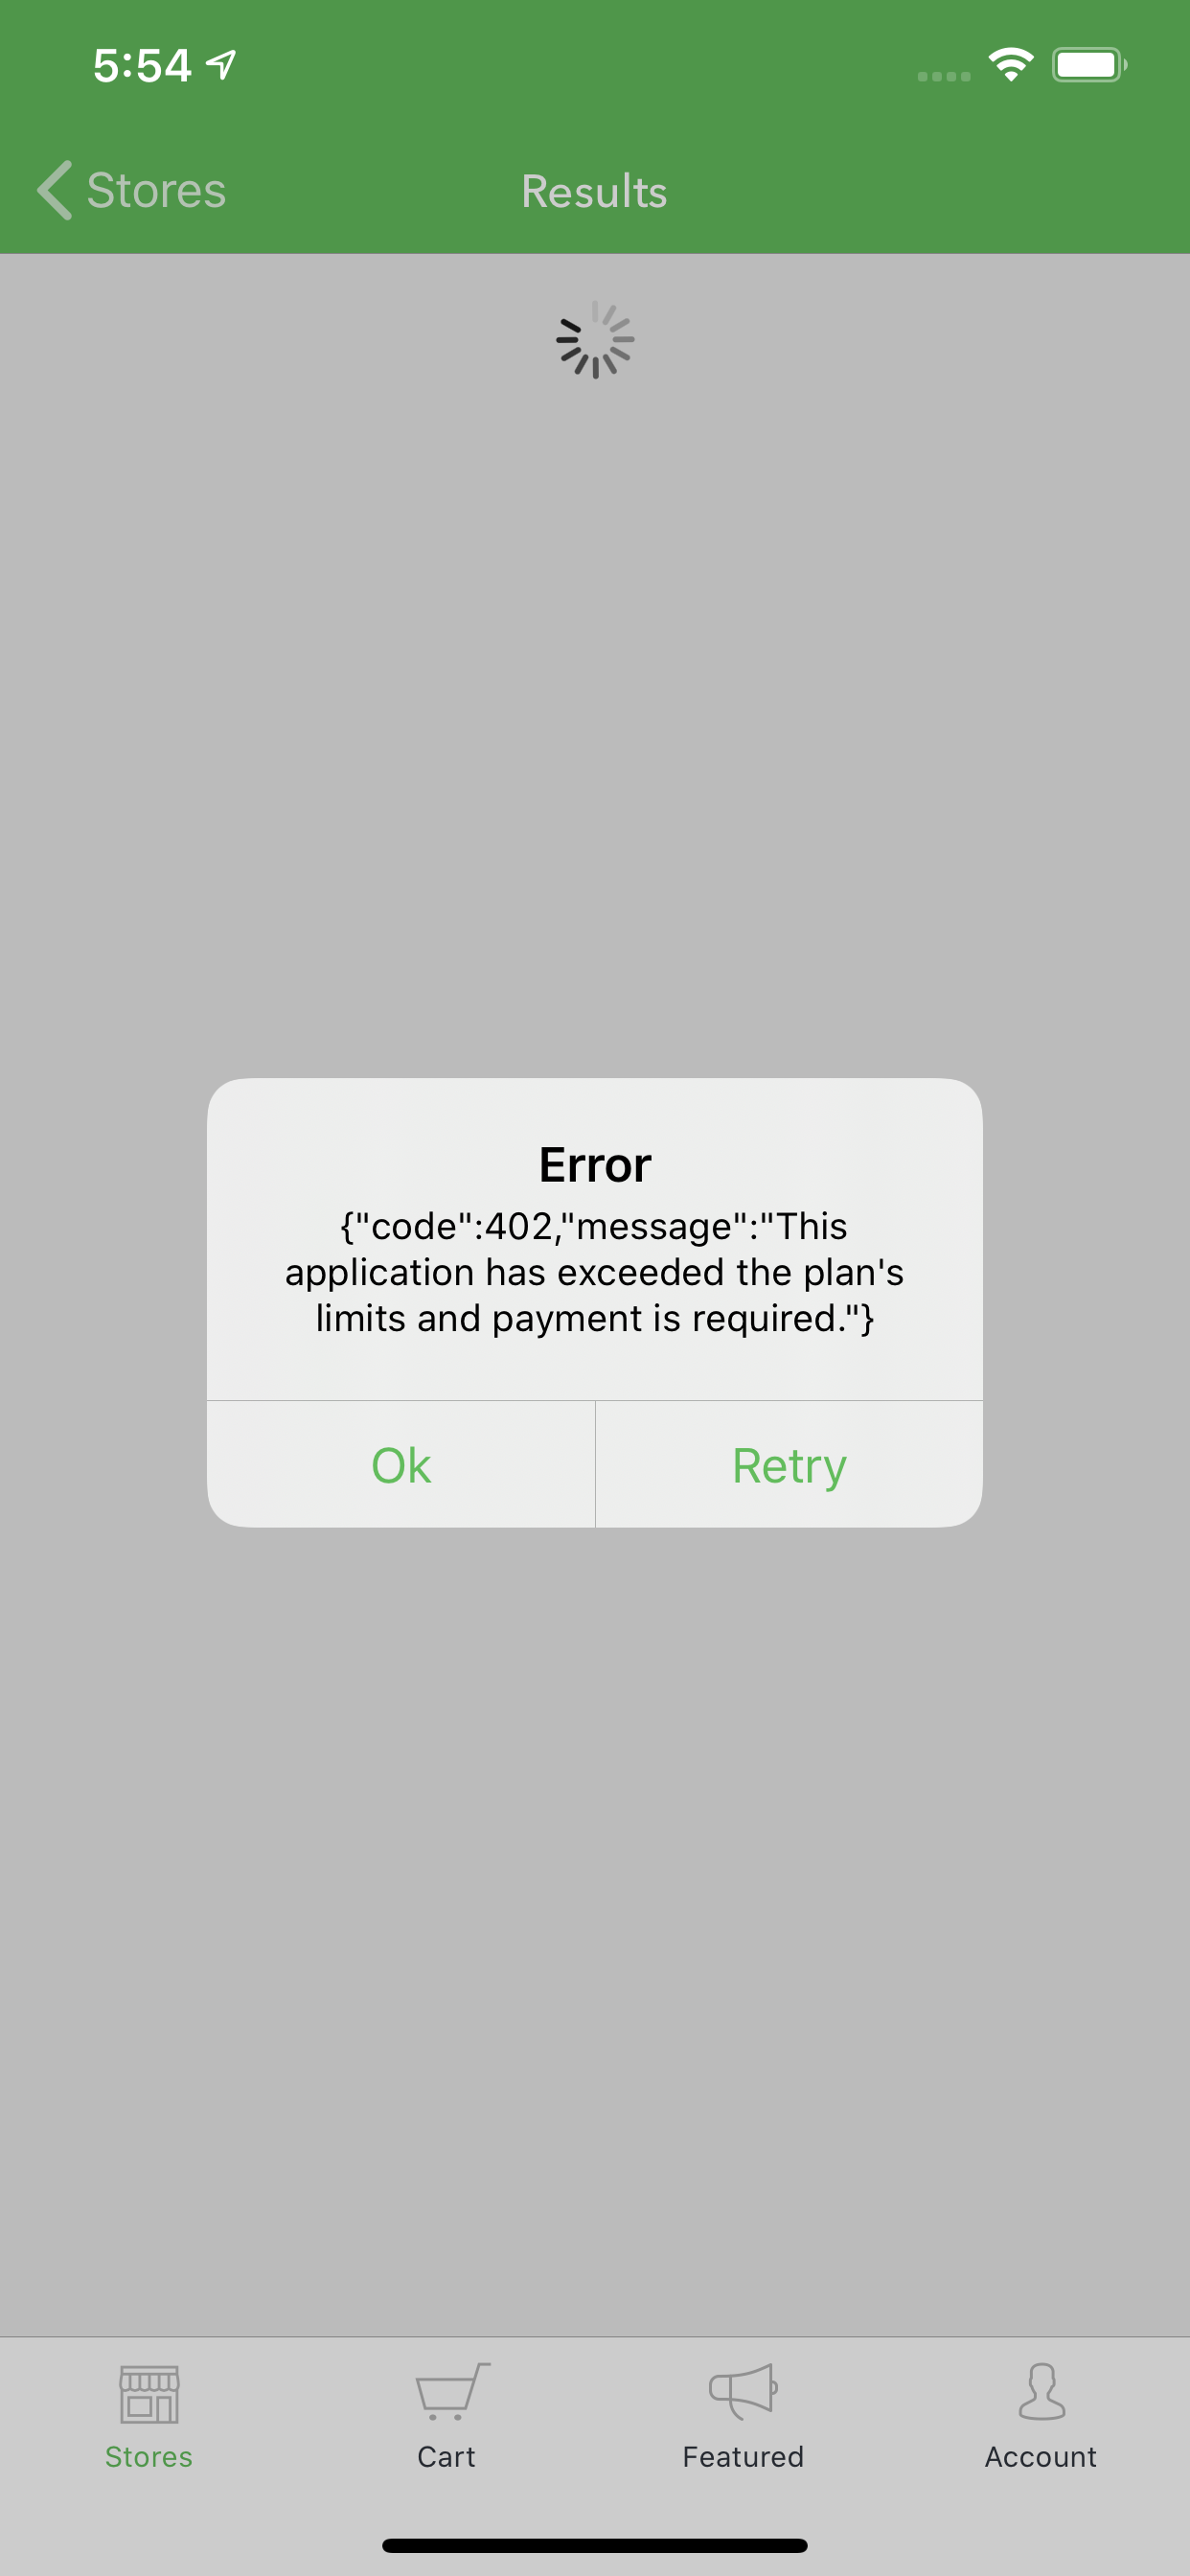 5:54
Stores
Results
Error
{"code":402,"message":"This
application has exceeded the plan's
limits and payment is required."}
Ok
Retry
Stores
Cart
Featured
Account